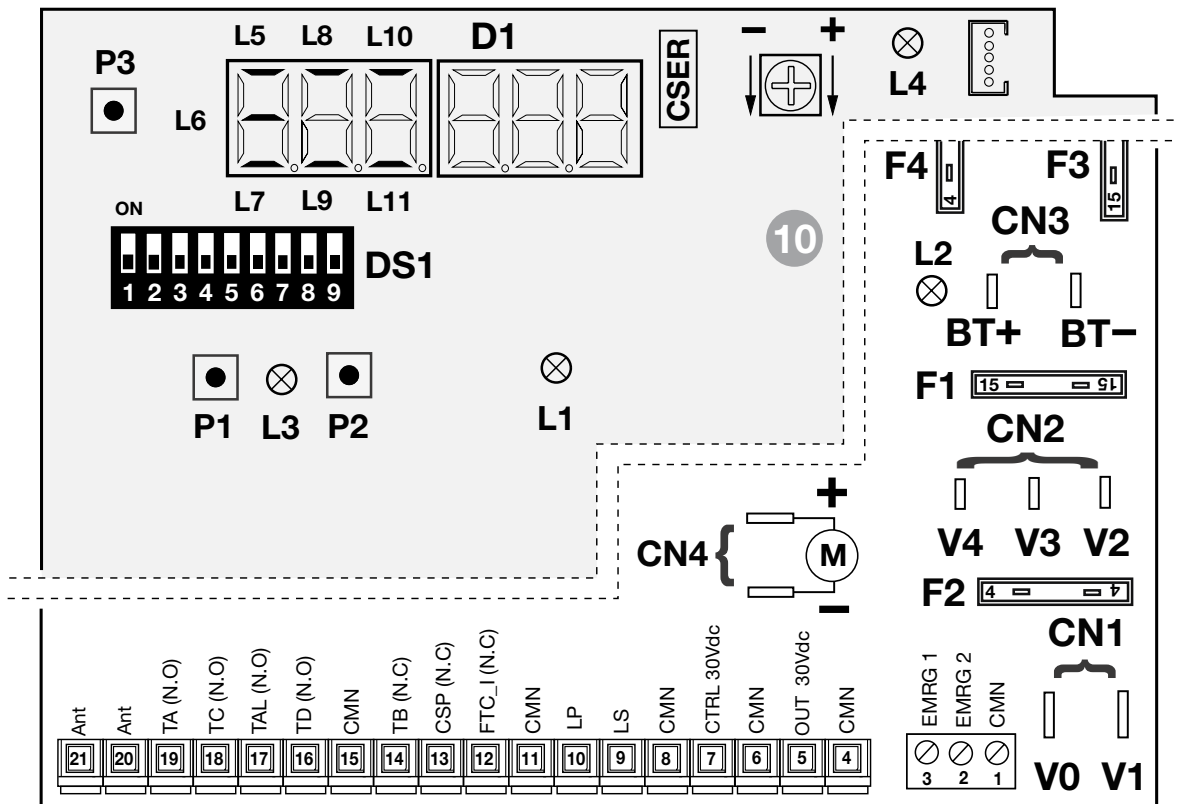 L5 L8 L10 D1 CSER – +
P3 L4
L6
F4 F3
4 15
L7 L9 L11 CN3
ON 10
DS1 L2
1 2 3 4 5 6 7 8 9
BT+ BT–
F1 15 15
P1 L3 P2 L1 CN2
+
V4 V3 V2
CN4 M
–
F2 4 4
CN1
Ant
Ant
TA (N.O)
TC (N.O)
TAL (N.O)
TD (N.O)
CMN
TB (N.C)
CSP (N.C)
FTC_I (N.C)
CMN
LP
LS
CMN
CTRL 30Vdc
CMN
OUT 30Vdc
CMN
EMRG 1
EMRG 2
CMN
21 20 19 18 17 16 15 14 13 12 11 10 9 8 7 6 5 4
3 2 1
V0 V1